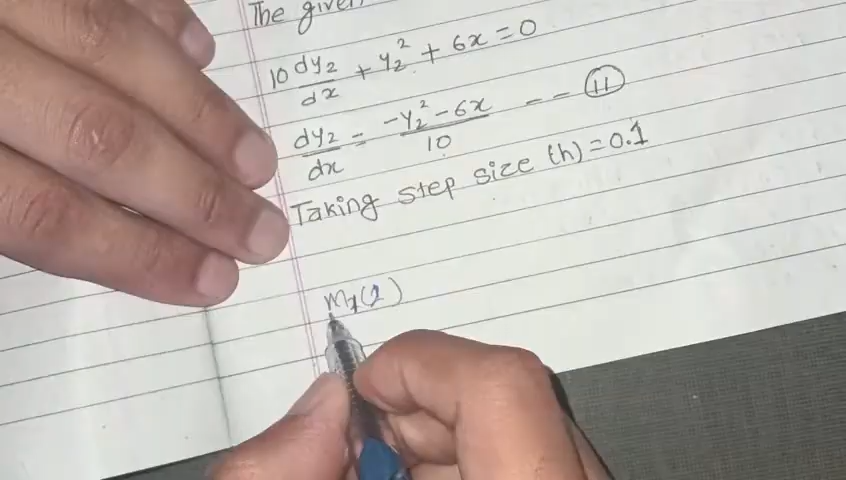 The given
10 dy₂/dx + y₂² + 6x = 0
dy₂/dx = (-y₂² - 6x)/10 --- (11)
Taking step size (h) = 0.1
m₁(1)